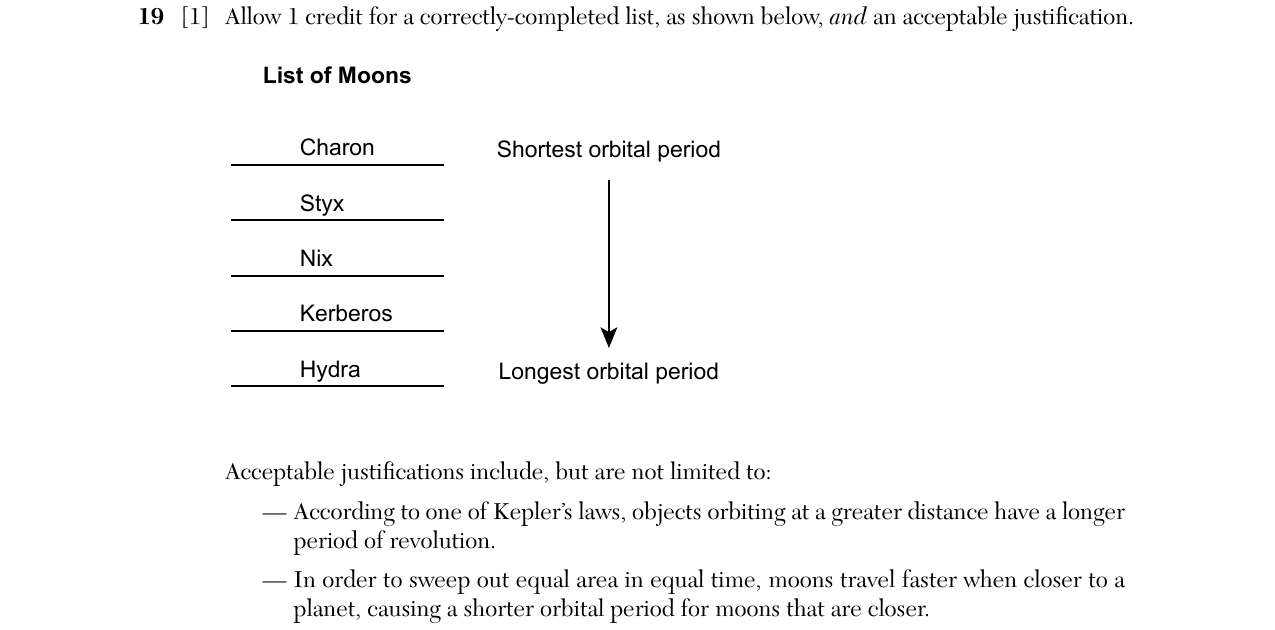 19 [1] Allow 1 credit for a correctly-completed list, as shown below, and an acceptable justification.
List of Moons
Charon Shortest orbital period
Styx
Nix
Kerberos
Hydra Longest orbital period
Acceptable justifications include, but are not limited to:
— According to one of Kepler’s laws, objects orbiting at a greater distance have a longer
period of revolution.
— In order to sweep out equal area in equal time, moons travel faster when closer to a
planet, causing a shorter orbital period for moons that are closer.